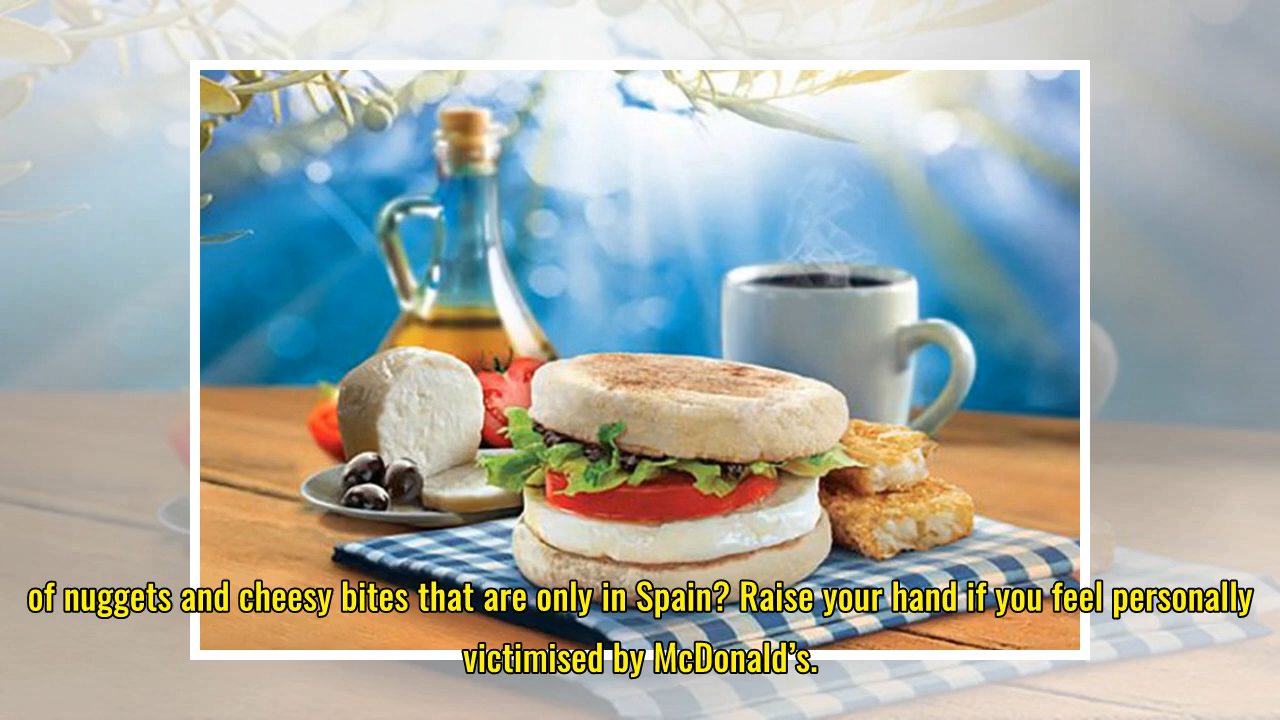 of nuggets and cheesy bites that are only in Spain? Raise your hand if you feel personally
victimised by McDonald’s.